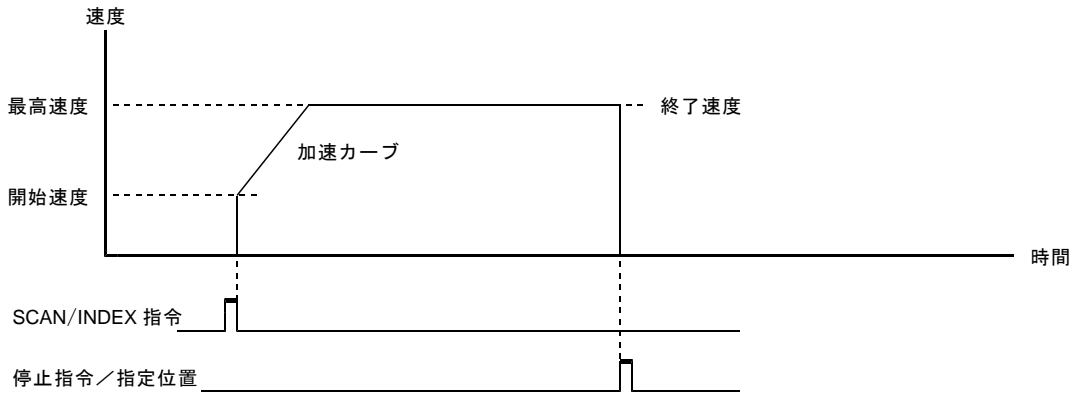 速度
最高速度
終了速度
加速カーブ
開始速度
時間
SCAN/INDEX 指令
停止指令／指定位置